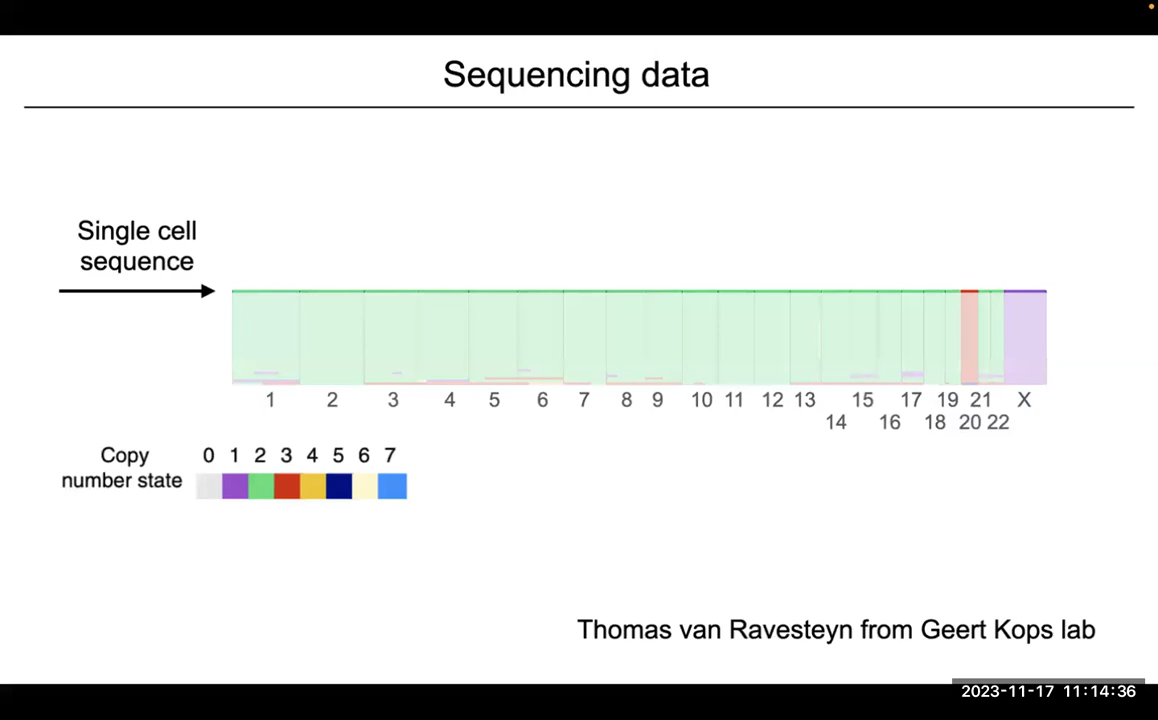 Sequencing data
Single cell
sequence
1 2 3 4 5 6 7 8 9 10 11 12 13 15 17 19 21 X
14 16 18 20 22
Copy
number state
0 1 2 3 4 5 6 7
Thomas van Ravesteyn from Geert Kops lab
2023-11-17 11:14:36